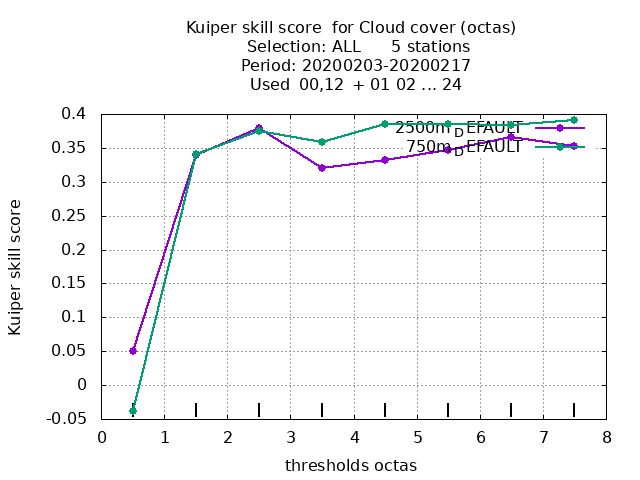 Kuiper skill score  for Cloud cover (octas)
Selection: ALL      5 stations
Period: 20200203-20200217
Used  00,12  + 01 02 ... 24
0.4
0.35
0.3
0.25
0.2
0.15
0.1
0.05
0
-0.05
Kuiper skill score
2500m_DEFAULT
750m_DEFAULT
0 1 2 3 4 5 6 7 8
thresholds octas